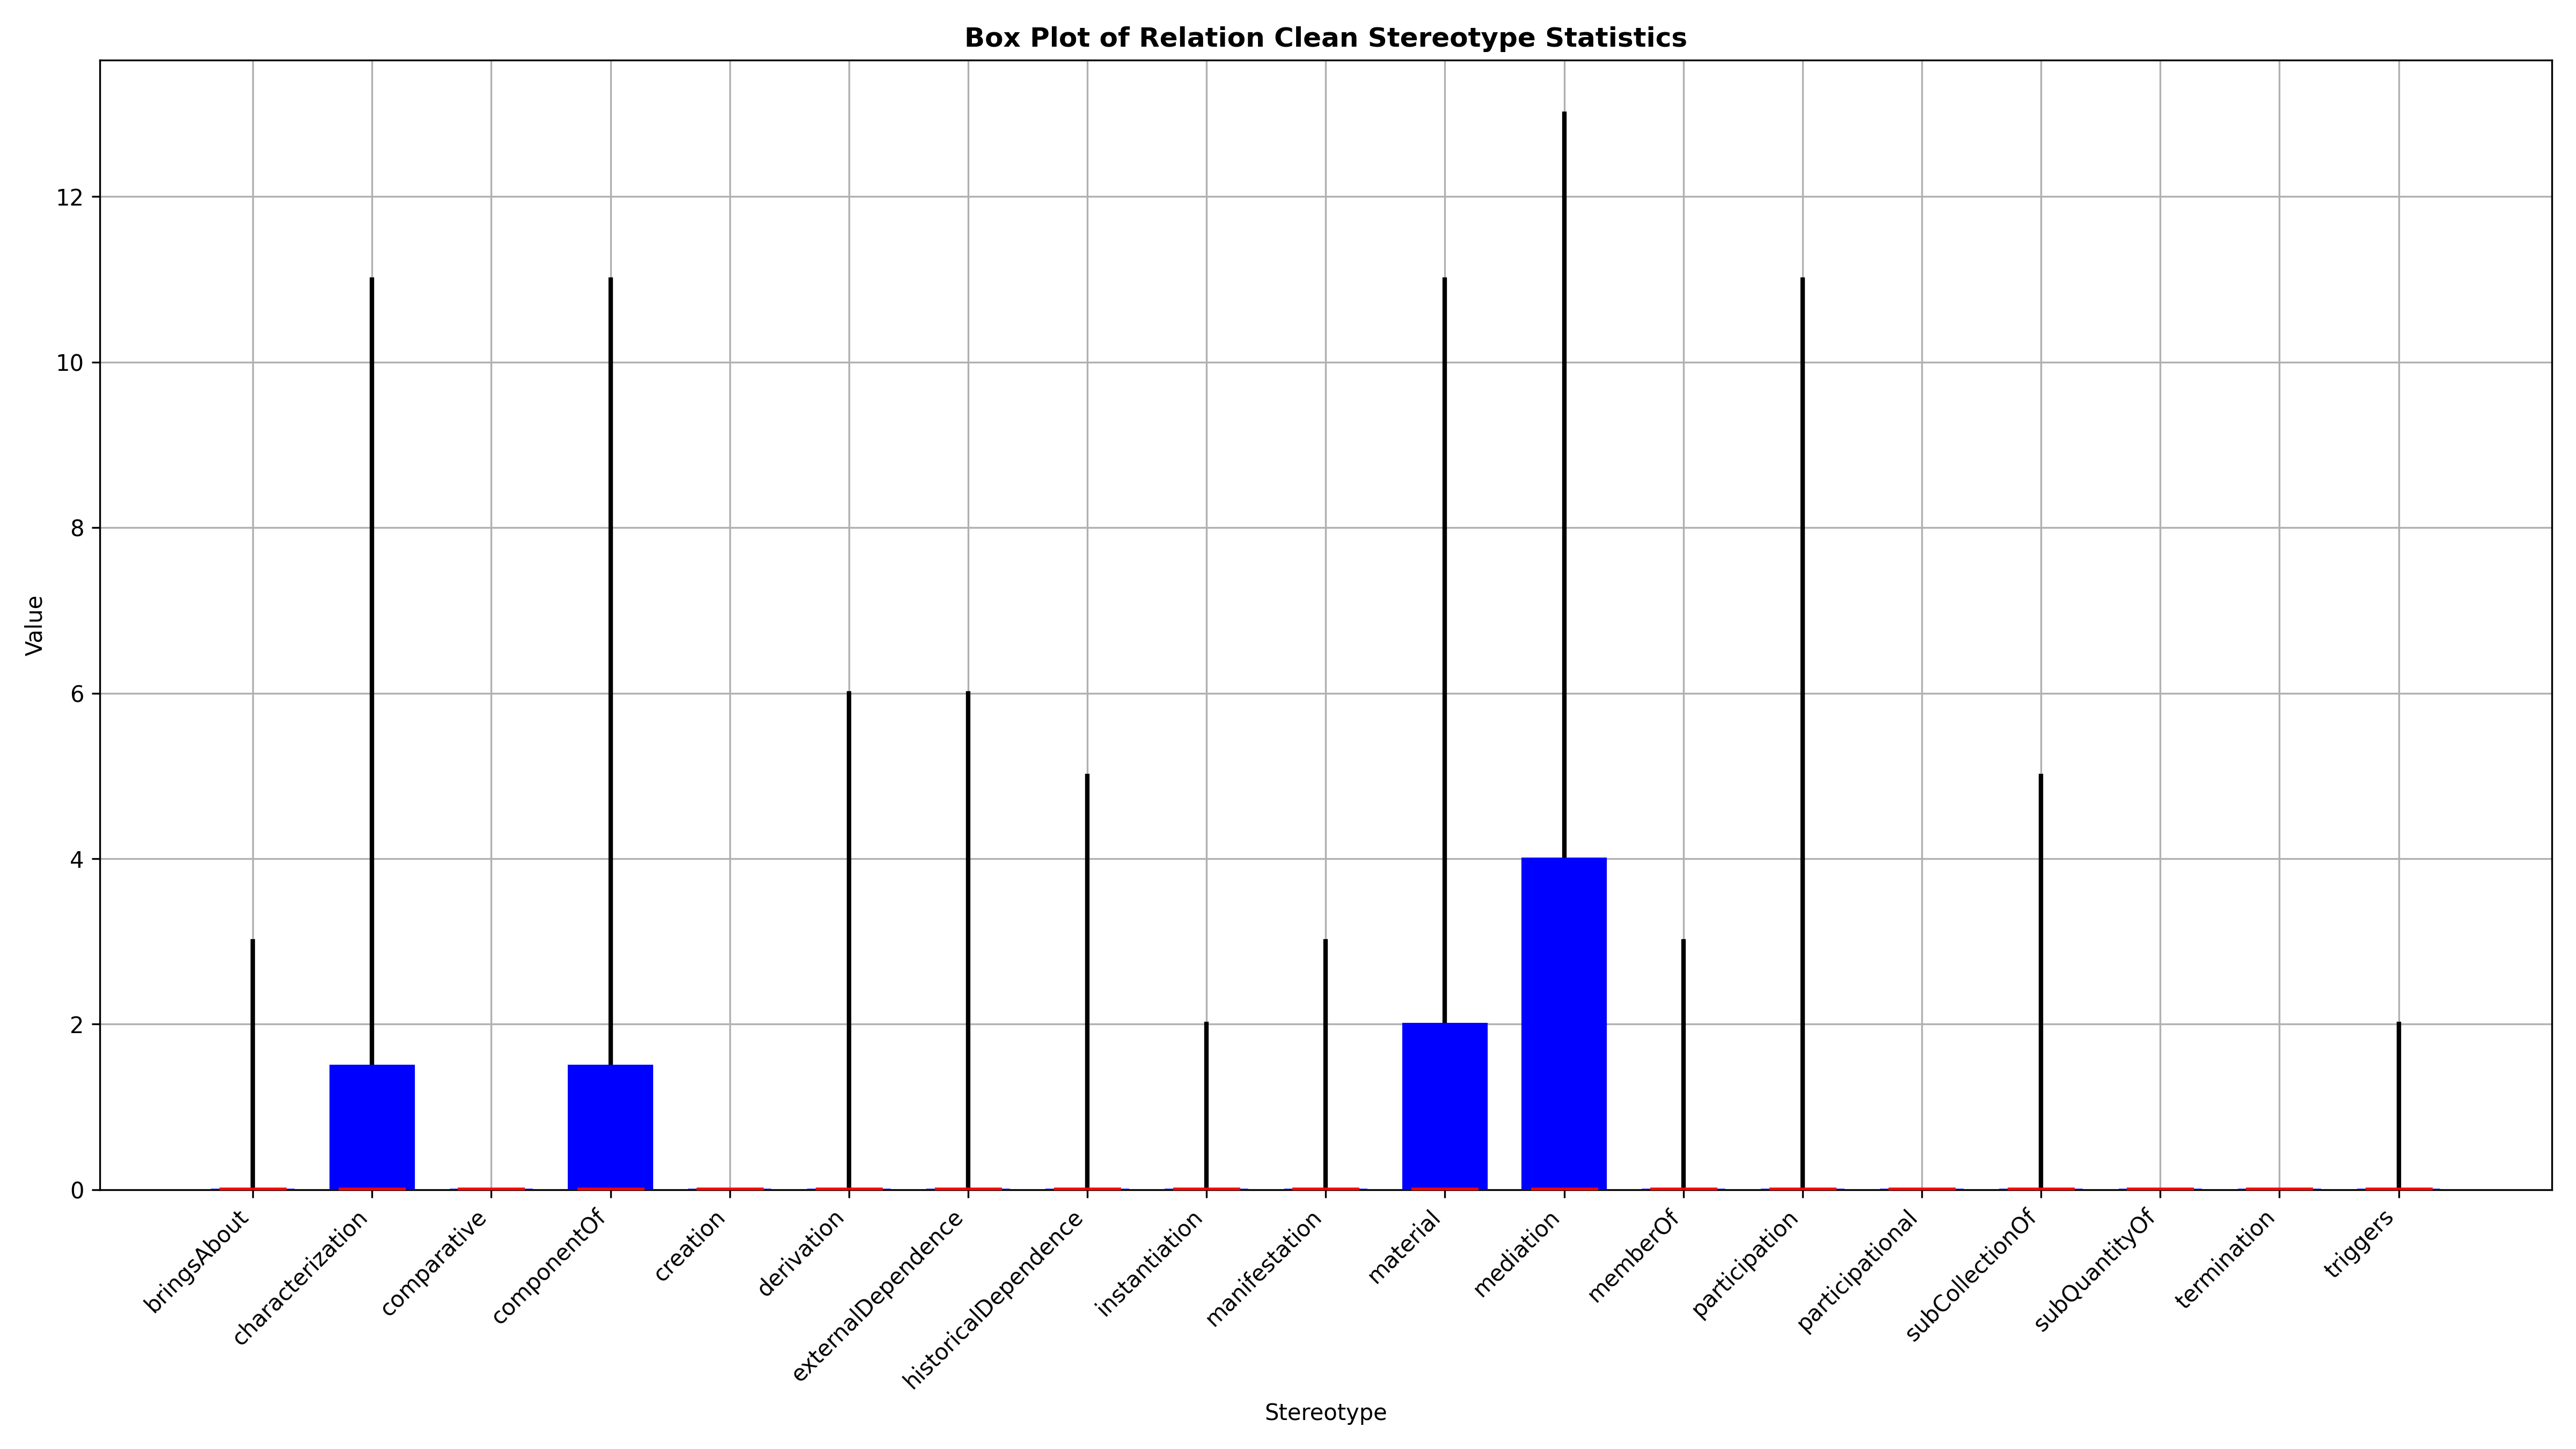 Box Plot of Relation Clean Stereotype Statistics
Value
12
10
8
6
4
2
0
bringsAbout
characterization
comparative
componentOf
creation
derivation
externalDependence
historicalDependence
instantiation
manifestation
material
mediation
memberOf
participation
participational
subCollectionOf
subQuantityOf
termination
triggers
Stereotype